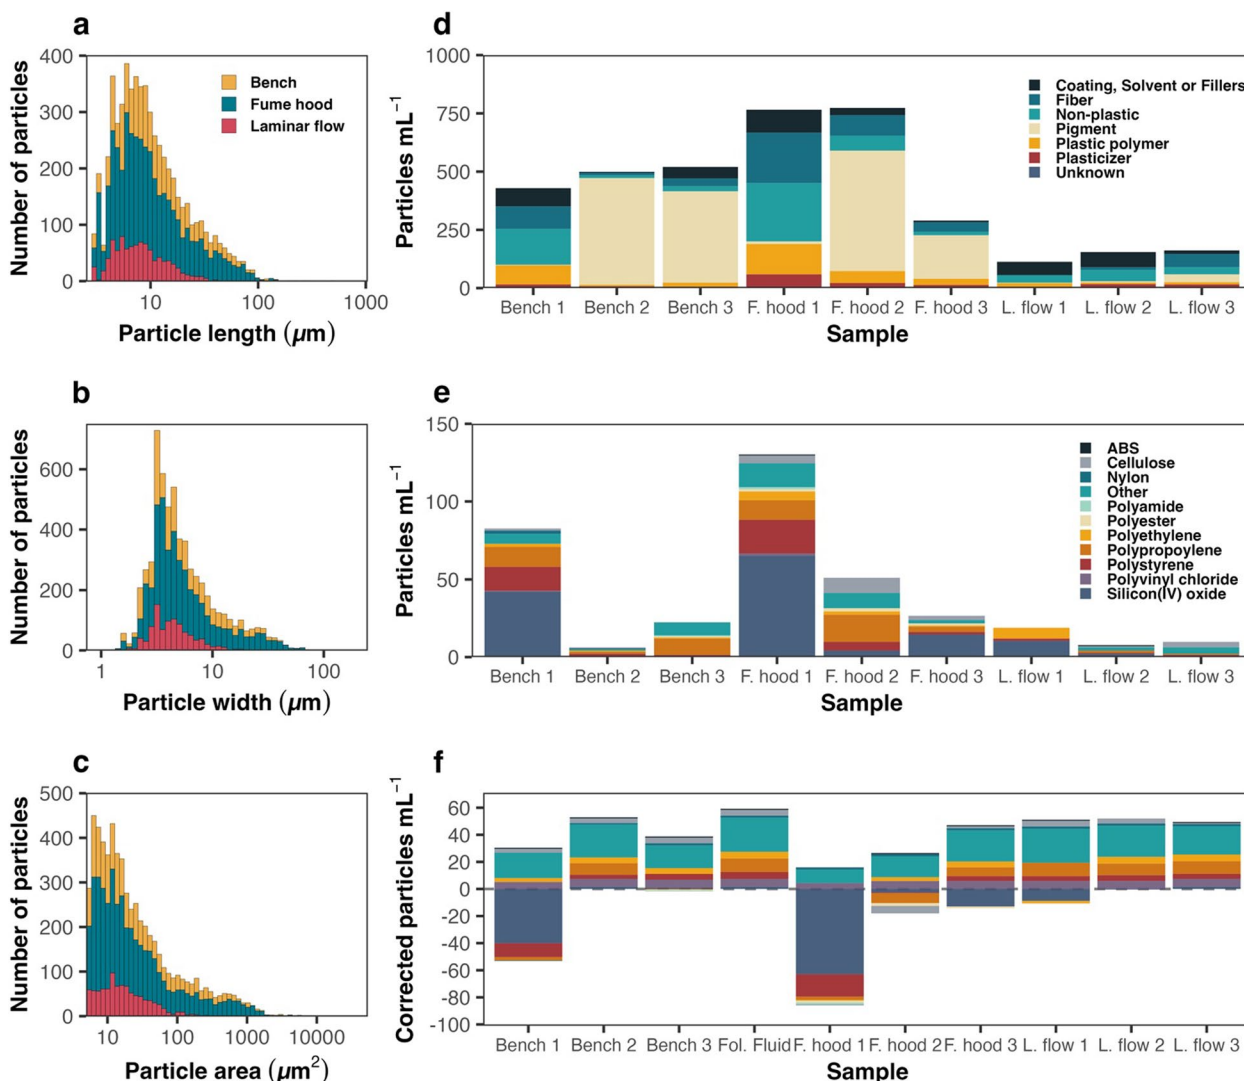 a
400
300
200
100
0
Number of particles
Bench
Fume hood
Laminar flow
10
100
1000
Particle length (µm)
b
600
400
200
0
Number of particles
1
10
100
Particle width (µm)
c
500
400
300
200
100
0
Number of particles
10
100
1000
10000
Particle area (µm²)
d
1000
750
500
250
0
Particles mL⁻¹
Coating, Solvent or Fillers
Fiber
Non-plastic
Pigment
Plastic polymer
Plasticizer
Unknown
Bench 1 Bench 2 Bench 3 F. hood 1 F. hood 2 F. hood 3 L. flow 1 L. flow 2 L. flow 3
Sample
e
150
100
50
0
Particles mL⁻¹
ABS
Cellulose
Nylon
Other
Polyamide
Polyester
Polyethylene
Polypropoylene
Polystyrene
Polyvinyl chloride
Silicon(IV) oxide
Bench 1 Bench 2 Bench 3 F. hood 1 F. hood 2 F. hood 3 L. flow 1 L. flow 2 L. flow 3
Sample
f
60
40
20
0
-20
-40
-60
-80
-100
Corrected particles mL⁻¹
Bench 1 Bench 2 Bench 3 Fol. Fluid F. hood 1 F. hood 2 F. hood 3 L. flow 1 L. flow 2 L. flow 3
Sample